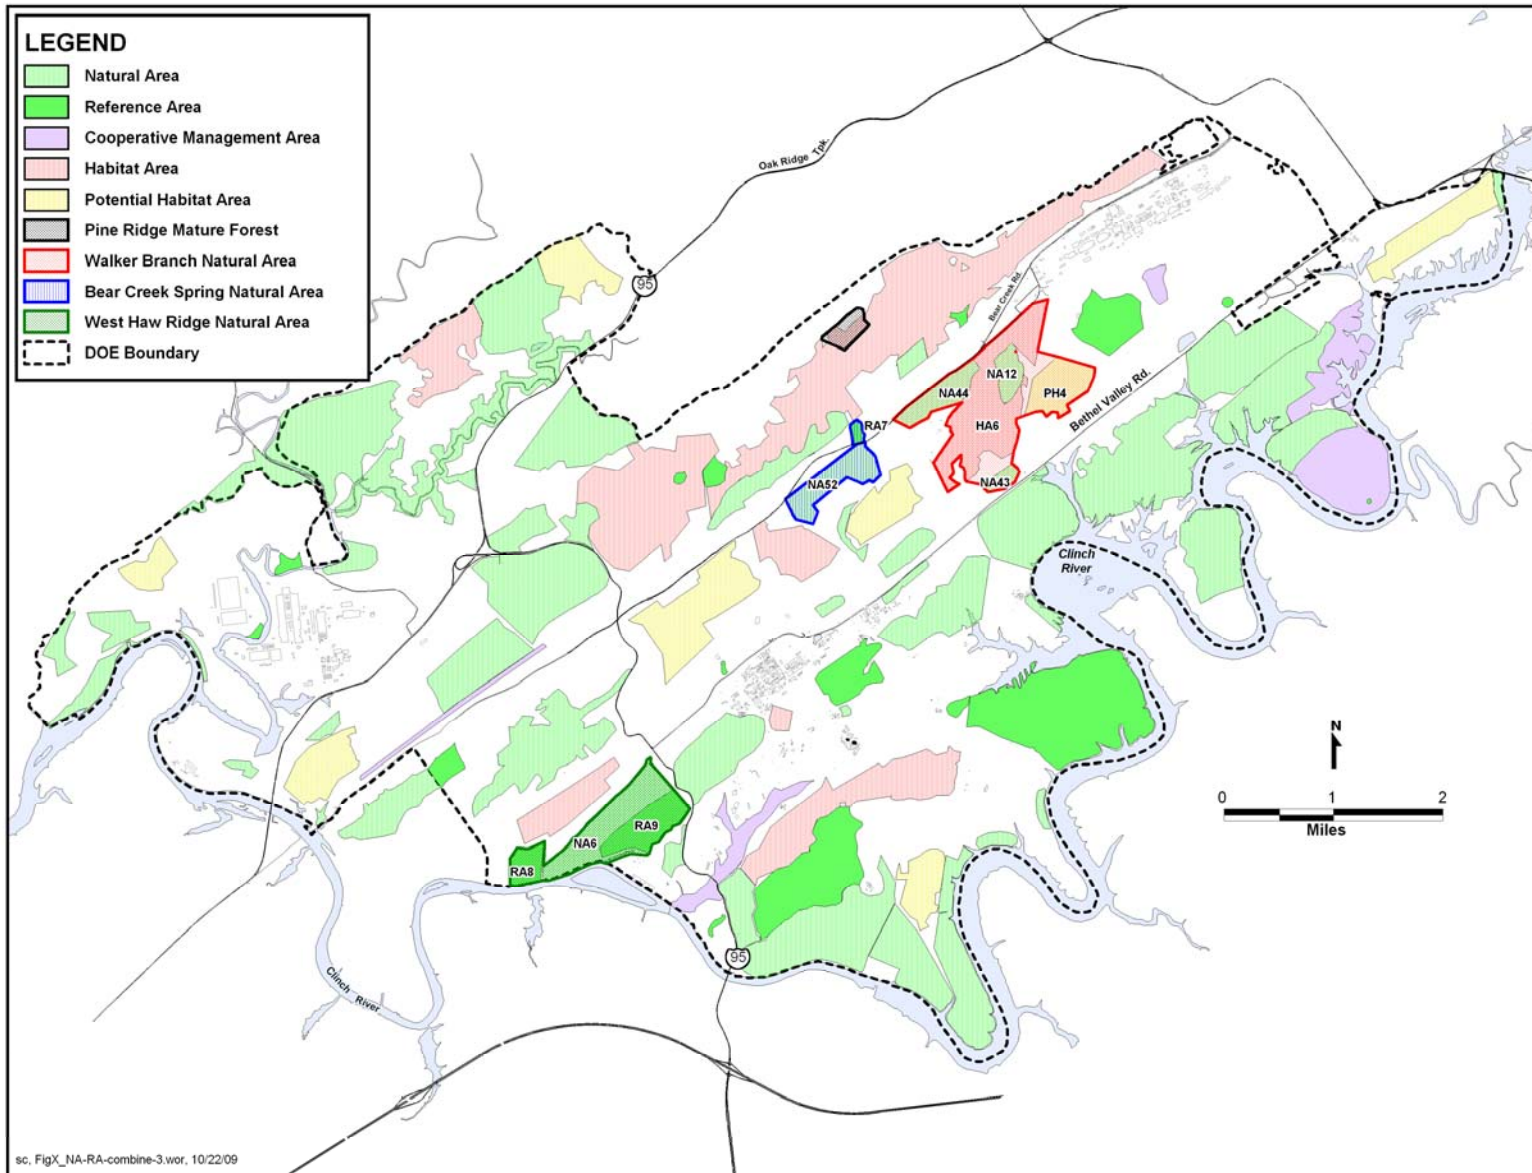 LEGEND
Natural Area
Reference Area
Cooperative Management Area
Habitat Area
Potential Habitat Area
Pine Ridge Mature Forest
Walker Branch Natural Area
Bear Creek Spring Natural Area
West Haw Ridge Natural Area
DOE Boundary
Oak Ridge Tpk.
95
Bear Creek Rd.
NA12
NA44
PH4
Bethel Valley Rd.
RA7
HA6
NA52
NA43
Clinch
River
N
0 1 2
Miles
RA9
NA6
RA8
95
Clinch River
sc, FigX_NA-RA-combine-3.wor, 10/22/09